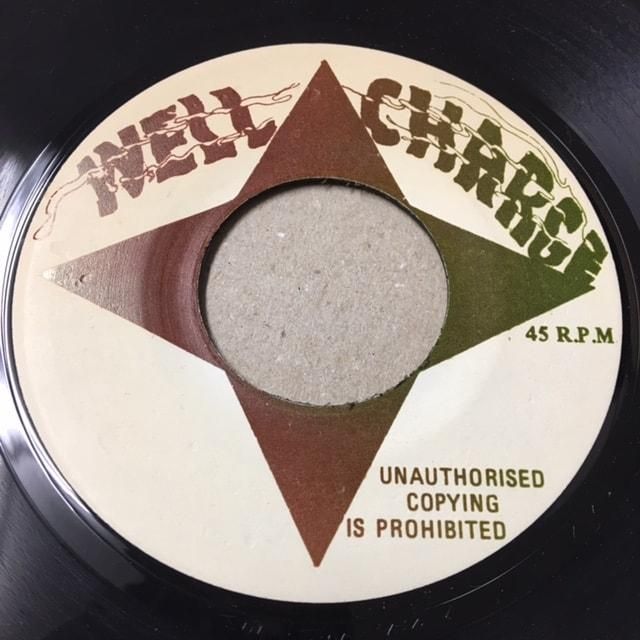 WELL CHARGE
45 R.P.M
UNAUTHORISED
COPYING
IS PROHIBITED